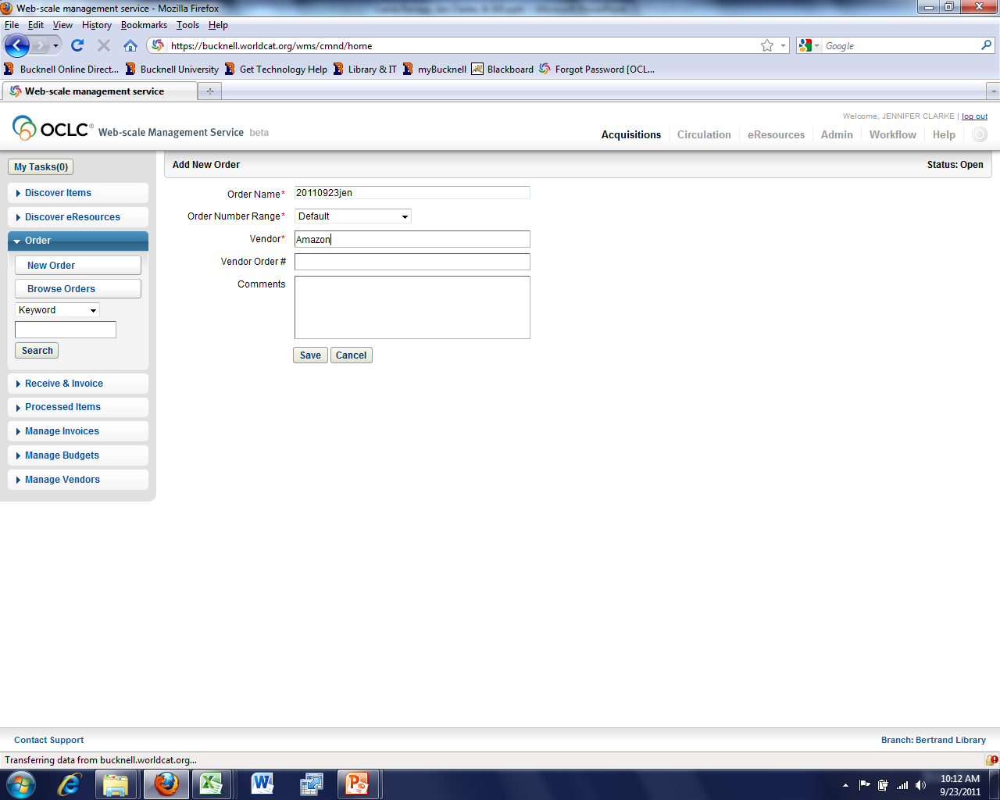 Web-scale management service - Mozilla Firefox
File Edit View History Bookmarks Tools Help
https://bucknell.worldcat.org/wms/cmnd/home
Google
Bucknell Online Direct... Bucknell University Get Technology Help Library & IT myBucknell Blackboard Forgot Password [OCL...
Web-scale management service
Welcome, JENNIFER CLARKE | log out
OCLC® Web-scale Management Service beta
Acquisitions Circulation eResources Admin Workflow Help
My Tasks(0)
Discover Items
Discover eResources
Order
New Order
Browse Orders
Keyword
Search
Receive & Invoice
Processed Items
Manage Invoices
Manage Budgets
Manage Vendors
Add New Order
Status: Open
Order Name* 20110923jen
Order Number Range* Default
Vendor* Amazon
Vendor Order #
Comments
Save Cancel
Contact Support
Branch: Bertrand Library
Transferring data from bucknell.worldcat.org...
10:12 AM
9/23/2011